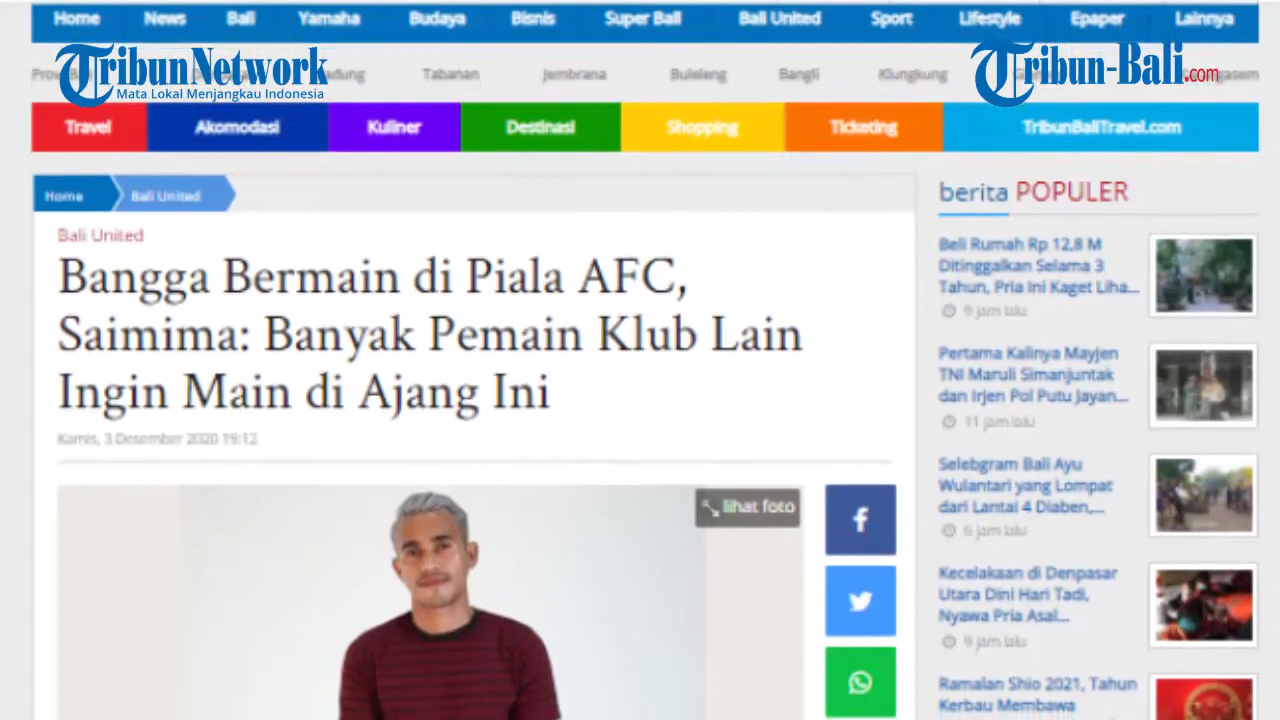 Home News Bali Yamaha Budaya Bisnis Super Ball Bali United Sport Lifestyle Epaper Lainnya
TribunNetwork
Mata Lokal Menjangkau Indonesia
Tribun-Bali.com
Tabanan Jembrana Buleleng Bangli Klungkung
Travel Akomodasi Kuliner Destinasi Shopping Ticketing TribunBaliTravel.com
Home Bali United
Bali United
Bangga Bermain di Piala AFC,
Saimima: Banyak Pemain Klub Lain
Ingin Main di Ajang Ini
Kamis, 3 Desember 2020 19:12
lihat foto
berita POPULER
Beli Rumah Rp 12,8 M
Ditinggalkan Selama 3
Tahun, Pria Ini Kaget Liha...
9 jam lalu
Pertama Kalinya Mayjen
TNI Maruli Simanjuntak
dan Irjen Pol Putu Jayan...
11 jam lalu
Selebgram Bali Ayu
Wulantari yang Lompat
dari Lantai 4 Diaben,...
6 jam lalu
Kecelakaan di Denpasar
Utara Dini Hari Tadi,
Nyawa Pria Asal...
9 jam lalu
Ramalan Shio 2021, Tahun
Kerbau Membawa